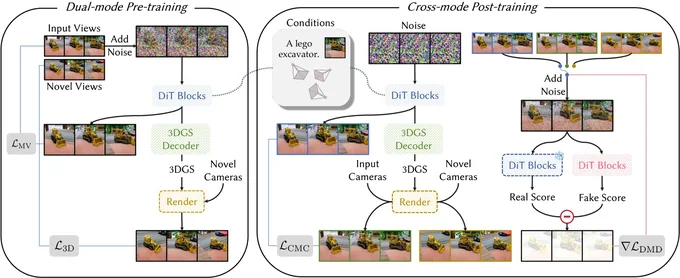 Dual-mode Pre-training
Input Views
Add
Noise
Novel Views
DiT Blocks
3DGS
Decoder
3DGS
Novel
Cameras
Render
ℒMV
ℒ3D
Cross-mode Post-training
Conditions
A lego
excavator.
Noise
DiT Blocks
3DGS
Decoder
Input
Cameras
3DGS
Novel
Cameras
Render
ℒCMC
Add
Noise
DiT Blocks
DiT Blocks
Real Score
Fake Score
∇ℒDMD